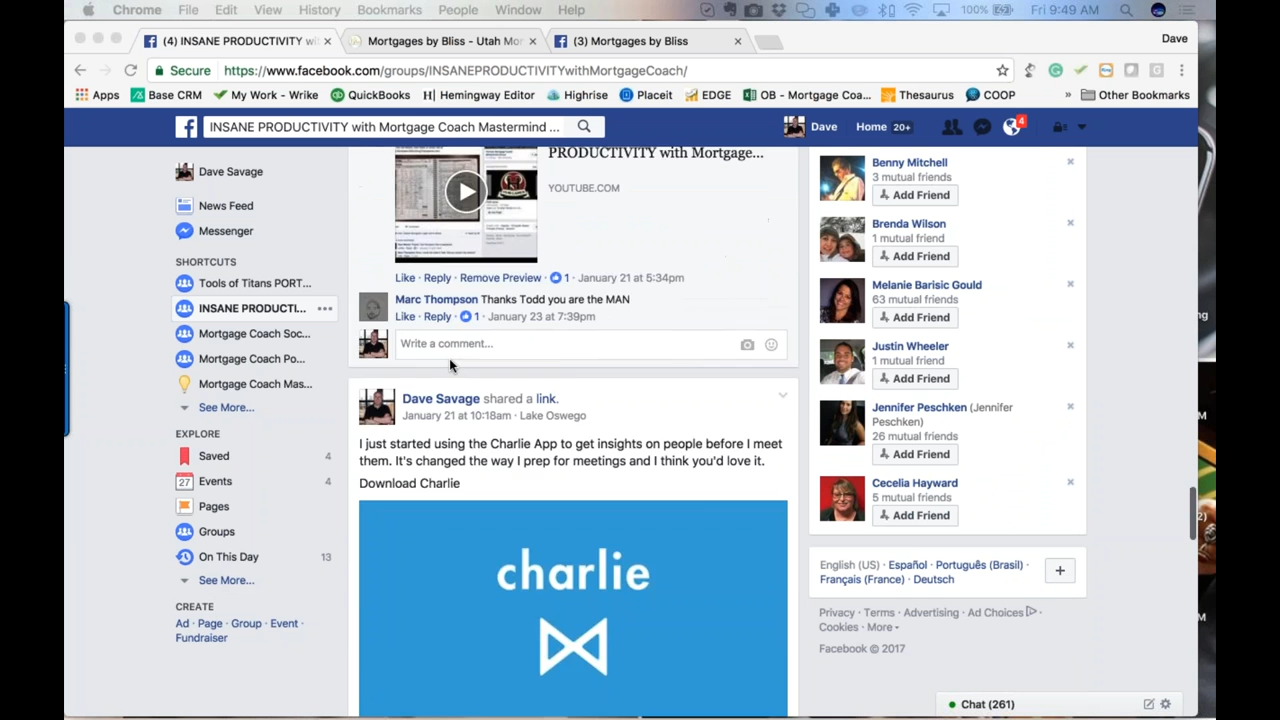 Chrome File Edit View History Bookmarks People Window Help 100% Fri 9:49 AM
(4) INSANE PRODUCTIVITY wit × Mortgages by Bliss - Utah Mor × (3) Mortgages by Bliss × Dave
Secure https://www.facebook.com/groups/INSANEPRODUCTIVITYwithMortgageCoach/
Apps Base CRM My Work - Wrike QuickBooks Hemingway Editor Highrise Placeit EDGE OB - Mortgage Coa... Thesaurus COOP » Other Bookmarks
INSANE PRODUCTIVITY with Mortgage Coach Mastermind ... Dave Home 20+ 4
Dave Savage
News Feed
Messenger
SHORTCUTS
Tools of Titans PORT...
INSANE PRODUCTI...
Mortgage Coach Soc...
Mortgage Coach Po...
Mortgage Coach Mas...
See More...
EXPLORE
Saved 4
Events 4
27
Pages
Groups
On This Day 13
See More...
CREATE
Ad · Page · Group · Event ·
Fundraiser
PRODUCTIVITY with Mortgage...
YOUTUBE.COM
Like · Reply · Remove Preview · 1 · January 21 at 5:34pm
Marc Thompson Thanks Todd you are the MAN
Like · Reply · 1 · January 23 at 7:39pm
Write a comment...
Dave Savage shared a link.
January 21 at 10:18am · Lake Oswego
I just started using the Charlie App to get insights on people before I meet
them. It's changed the way I prep for meetings and I think you'd love it.
Download Charlie
charlie
Benny Mitchell
3 mutual friends
Add Friend
Brenda Wilson
1 mutual friend
Add Friend
Melanie Barisic Gould
63 mutual friends
Add Friend
Justin Wheeler
1 mutual friend
Add Friend
Jennifer Peschken (Jennifer
Peschken)
26 mutual friends
Add Friend
Cecelia Hayward
5 mutual friends
Add Friend
English (US) · Español · Português (Brasil) ·
Français (France) · Deutsch
Privacy · Terms · Advertising · Ad Choices ·
Cookies · More
Facebook © 2017
Chat (261)